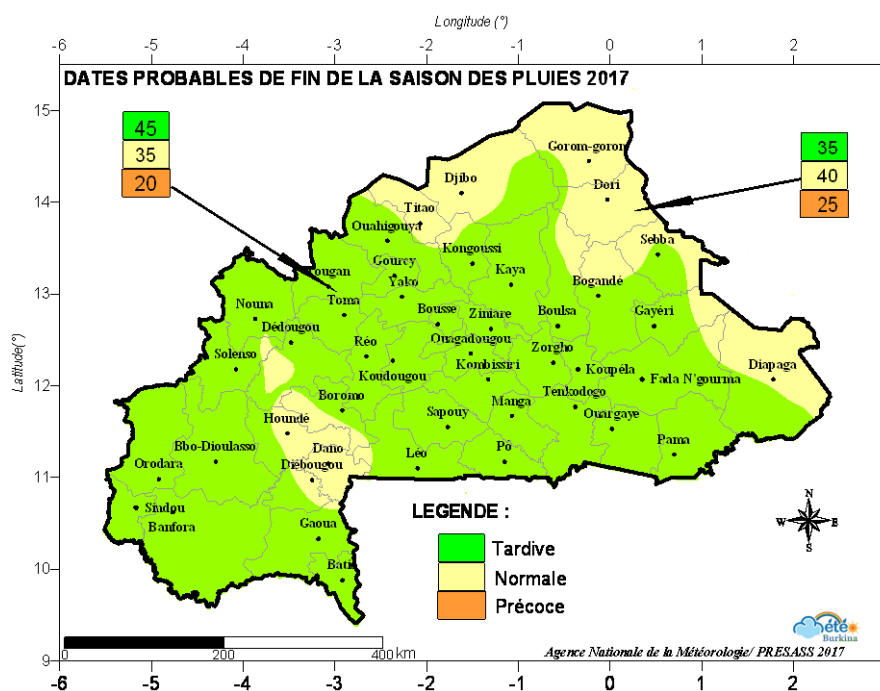 Longitude (°)
-6 -5 -4 -3 -2 -1 0 1 2
DATES PROBABLES DE FIN DE LA SAISON DES PLUIES 2017
15
14
13
12
11
10
9
Latitude(°)
45
35
20
35
40
25
Gorom-goron
Djibo
Dori
Titao
Ouahigouya
Kongoussi
Sebba
Gourcy
Kaya
Yako
Bogandé
Nouna
Toma
Bousse
Ziniare
Boulsa
Gayéri
Dédougou
Réo
Ouagadougou
Zorgho
Solenso
Koudougou
Kombissiri
Koupéla
Diapaga
Fada N'gourma
Boromo
Manga
Tenkodogo
Houndé
Sapouy
Ouargaye
Bbo-Dioulasso
Dano
Pama
Orodara
Diébougou
Léo
Pô
Sindou
Banfora
Gaoua
Bati
LEGENDE :
Tardive
Normale
Précoce
N
W E
S
0 200 400 km
été
Burkina
Agence Nationale de la Météorologie/ PRESASS 2017
-6 -5 -4 -3 -2 -1 0 1 2